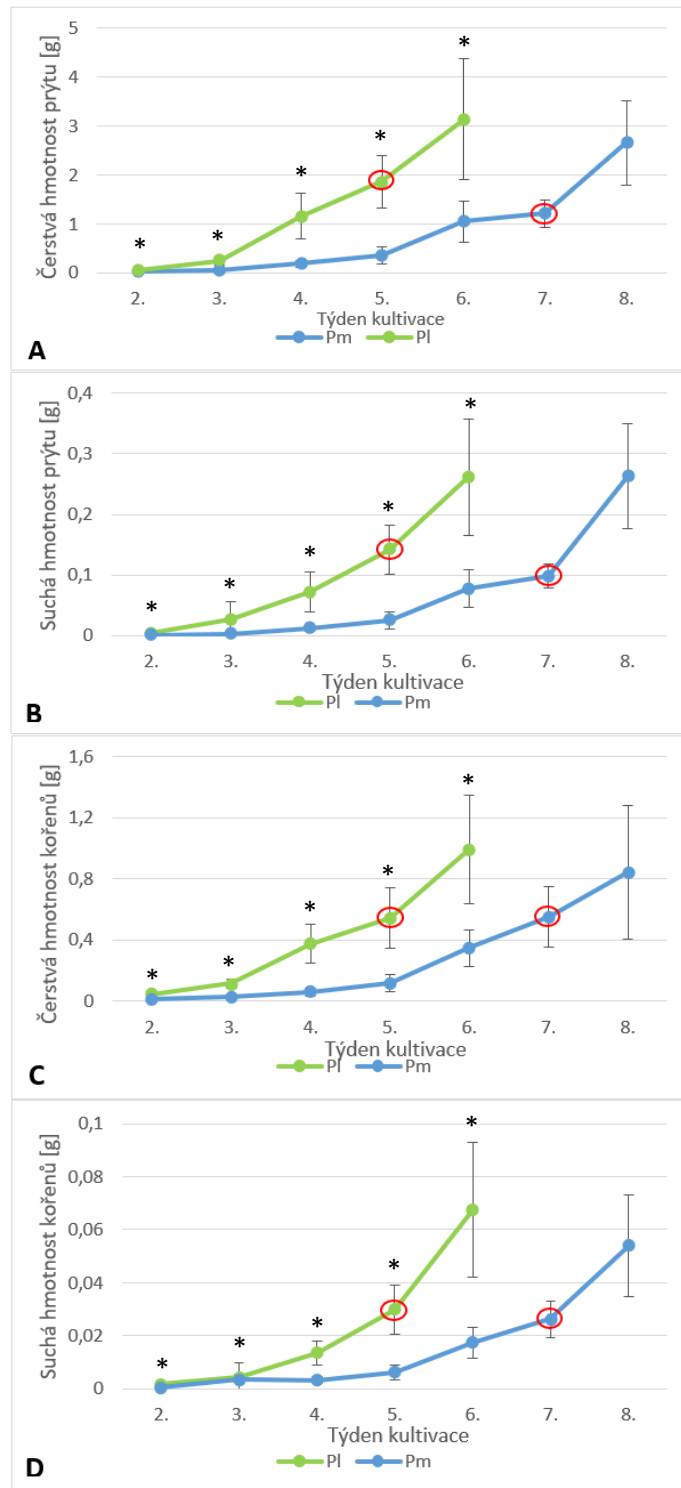 Čerstvá hmotnost prýtu [g]
5
4
3
2
1
0
* * * * *
2. 3. 4. 5. 6. 7. 8.
Týden kultivace
Pm Pl
A
Suchá hmotnost prýtu [g]
0,4
0,3
0,2
0,1
0
* * * * *
2. 3. 4. 5. 6. 7. 8.
Týden kultivace
Pl Pm
B
Čerstvá hmotnost kořenů [g]
1,6
1,2
0,8
0,4
0
* * * * *
2. 3. 4. 5. 6. 7. 8.
Týden kultivace
Pl Pm
C
Suchá hmotnost kořenů [g]
0,1
0,08
0,06
0,04
0,02
0
* * * * *
2. 3. 4. 5. 6. 7. 8.
Týden kultivace
Pl Pm
D